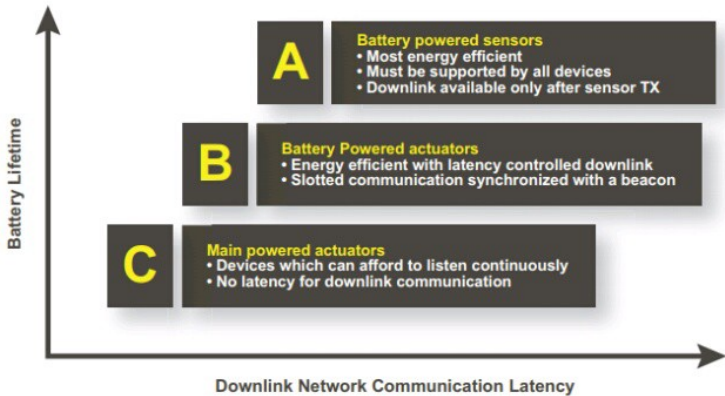 Battery Lifetime
A
Battery powered sensors
• Most energy efficient
• Must be supported by all devices
• Downlink available only after sensor TX
B
Battery Powered actuators
• Energy efficient with latency controlled downlink
• Slotted communication synchronized with a beacon
C
Main powered actuators
• Devices which can afford to listen continuously
• No latency for downlink communication
Downlink Network Communication Latency